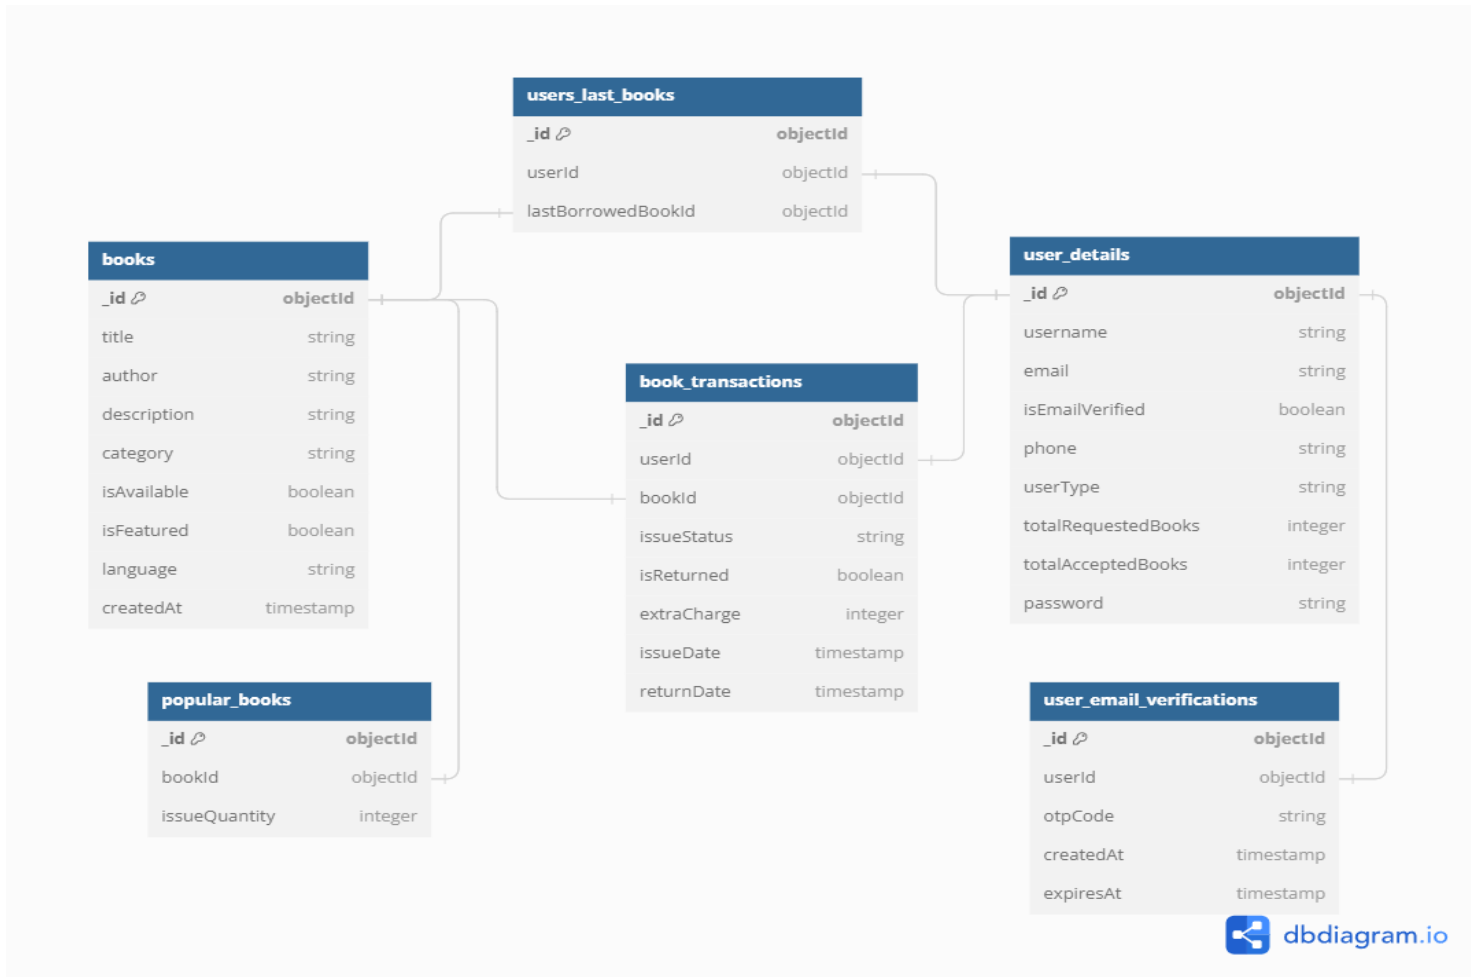 users_last_books
_id objectId
userId objectId
lastBorrowedBookId objectId
books
_id objectId
title string
author string
description string
category string
isAvailable boolean
isFeatured boolean
language string
createdAt timestamp
user_details
_id objectId
username string
email string
isEmailVerified boolean
phone string
userType string
totalRequestedBooks integer
totalAcceptedBooks integer
password string
book_transactions
_id objectId
userId objectId
bookId objectId
issueStatus string
isReturned boolean
extraCharge integer
issueDate timestamp
returnDate timestamp
popular_books
_id objectId
bookId objectId
issueQuantity integer
user_email_verifications
_id objectId
userId objectId
otpCode string
createdAt timestamp
expiresAt timestamp
dbdiagram.io